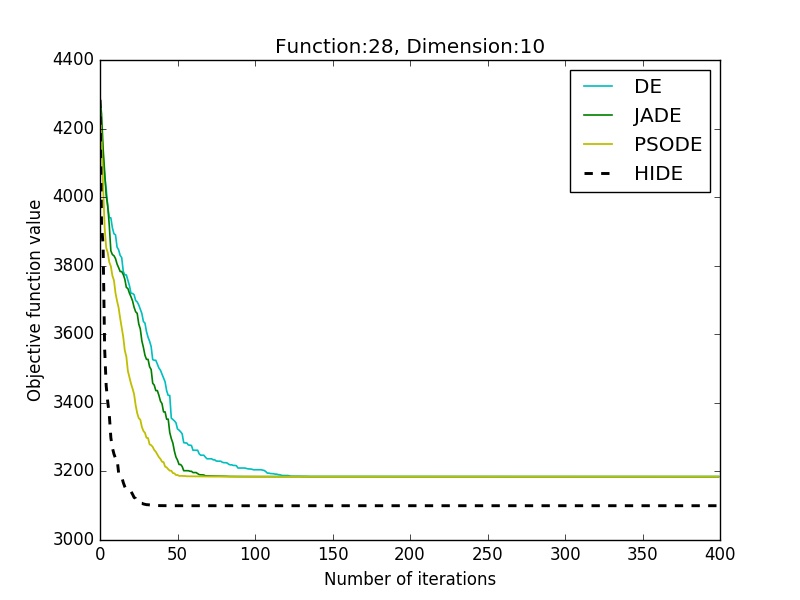 Function:28, Dimension:10
4400
4200
4000
3800
3600
3400
3200
3000
Objective function value
DE
JADE
PSODE
HIDE
0
50
100
150
200
250
300
350
400
Number of iterations